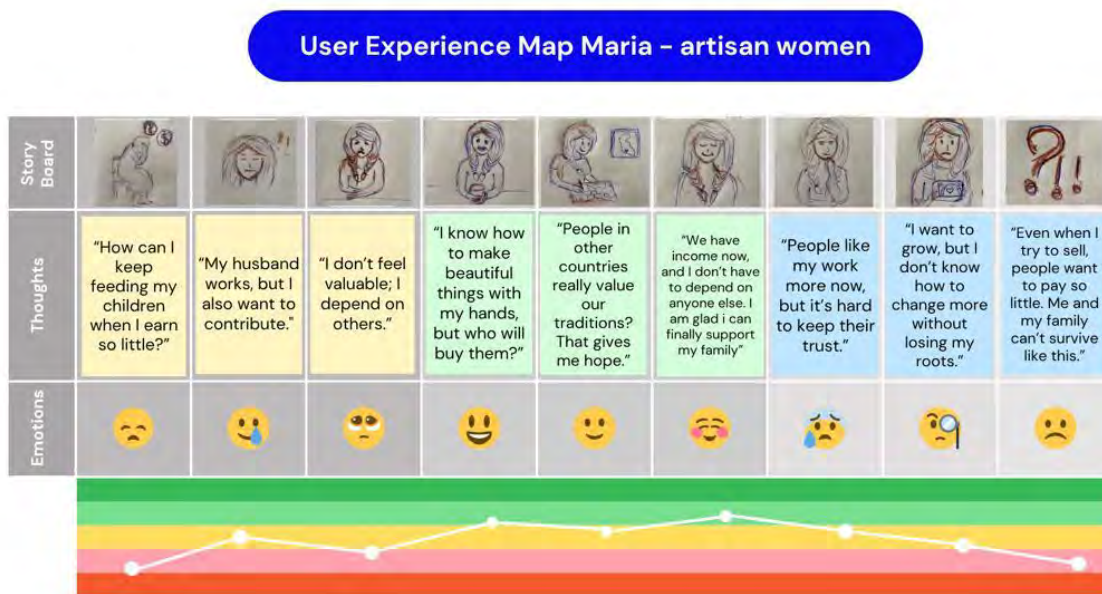 User Experience Map Maria - artisan women
Story
Board
Thoughts
“How can I
keep
feeding my
children
when I earn
so little?”
“My husband
works, but I
also want to
contribute."
“I don’t feel
valuable; I
depend on
others.”
“I know how
to make
beautiful
things with
my hands,
but who will
buy them?”
“People in
other
countries
really value
our
traditions?
That gives
me hope.”
“We have
income now,
and I don’t have
to depend on
anyone else. I
am glad i can
finally support
my family”
“People like
my work
more now,
but it’s hard
to keep their
trust.”
“I want to
grow, but I
don’t know
how to
change more
without
losing my
roots.”
“Even when I
try to sell,
people want
to pay so
little. Me and
my family
can’t survive
like this.”
Emotions